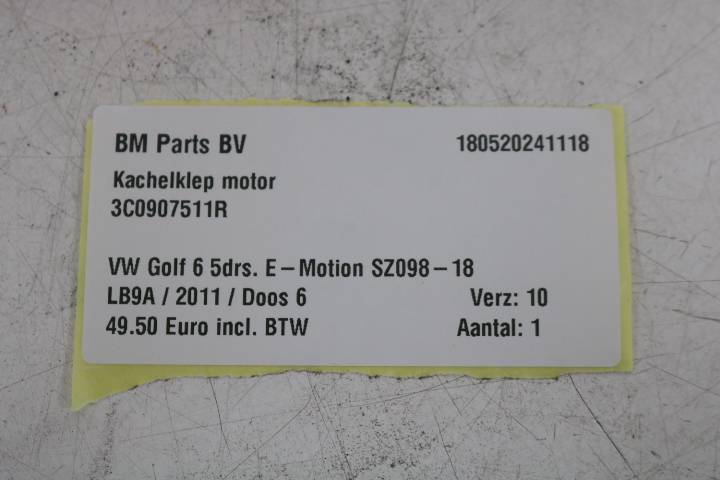 BM Parts BV 180520241118
Kachelklep motor
3C0907511R
VW Golf 6 5drs. E-Motion SZ098-18
LB9A / 2011 / Doos 6 Verz: 10
49.50 Euro incl. BTW Aantal: 1